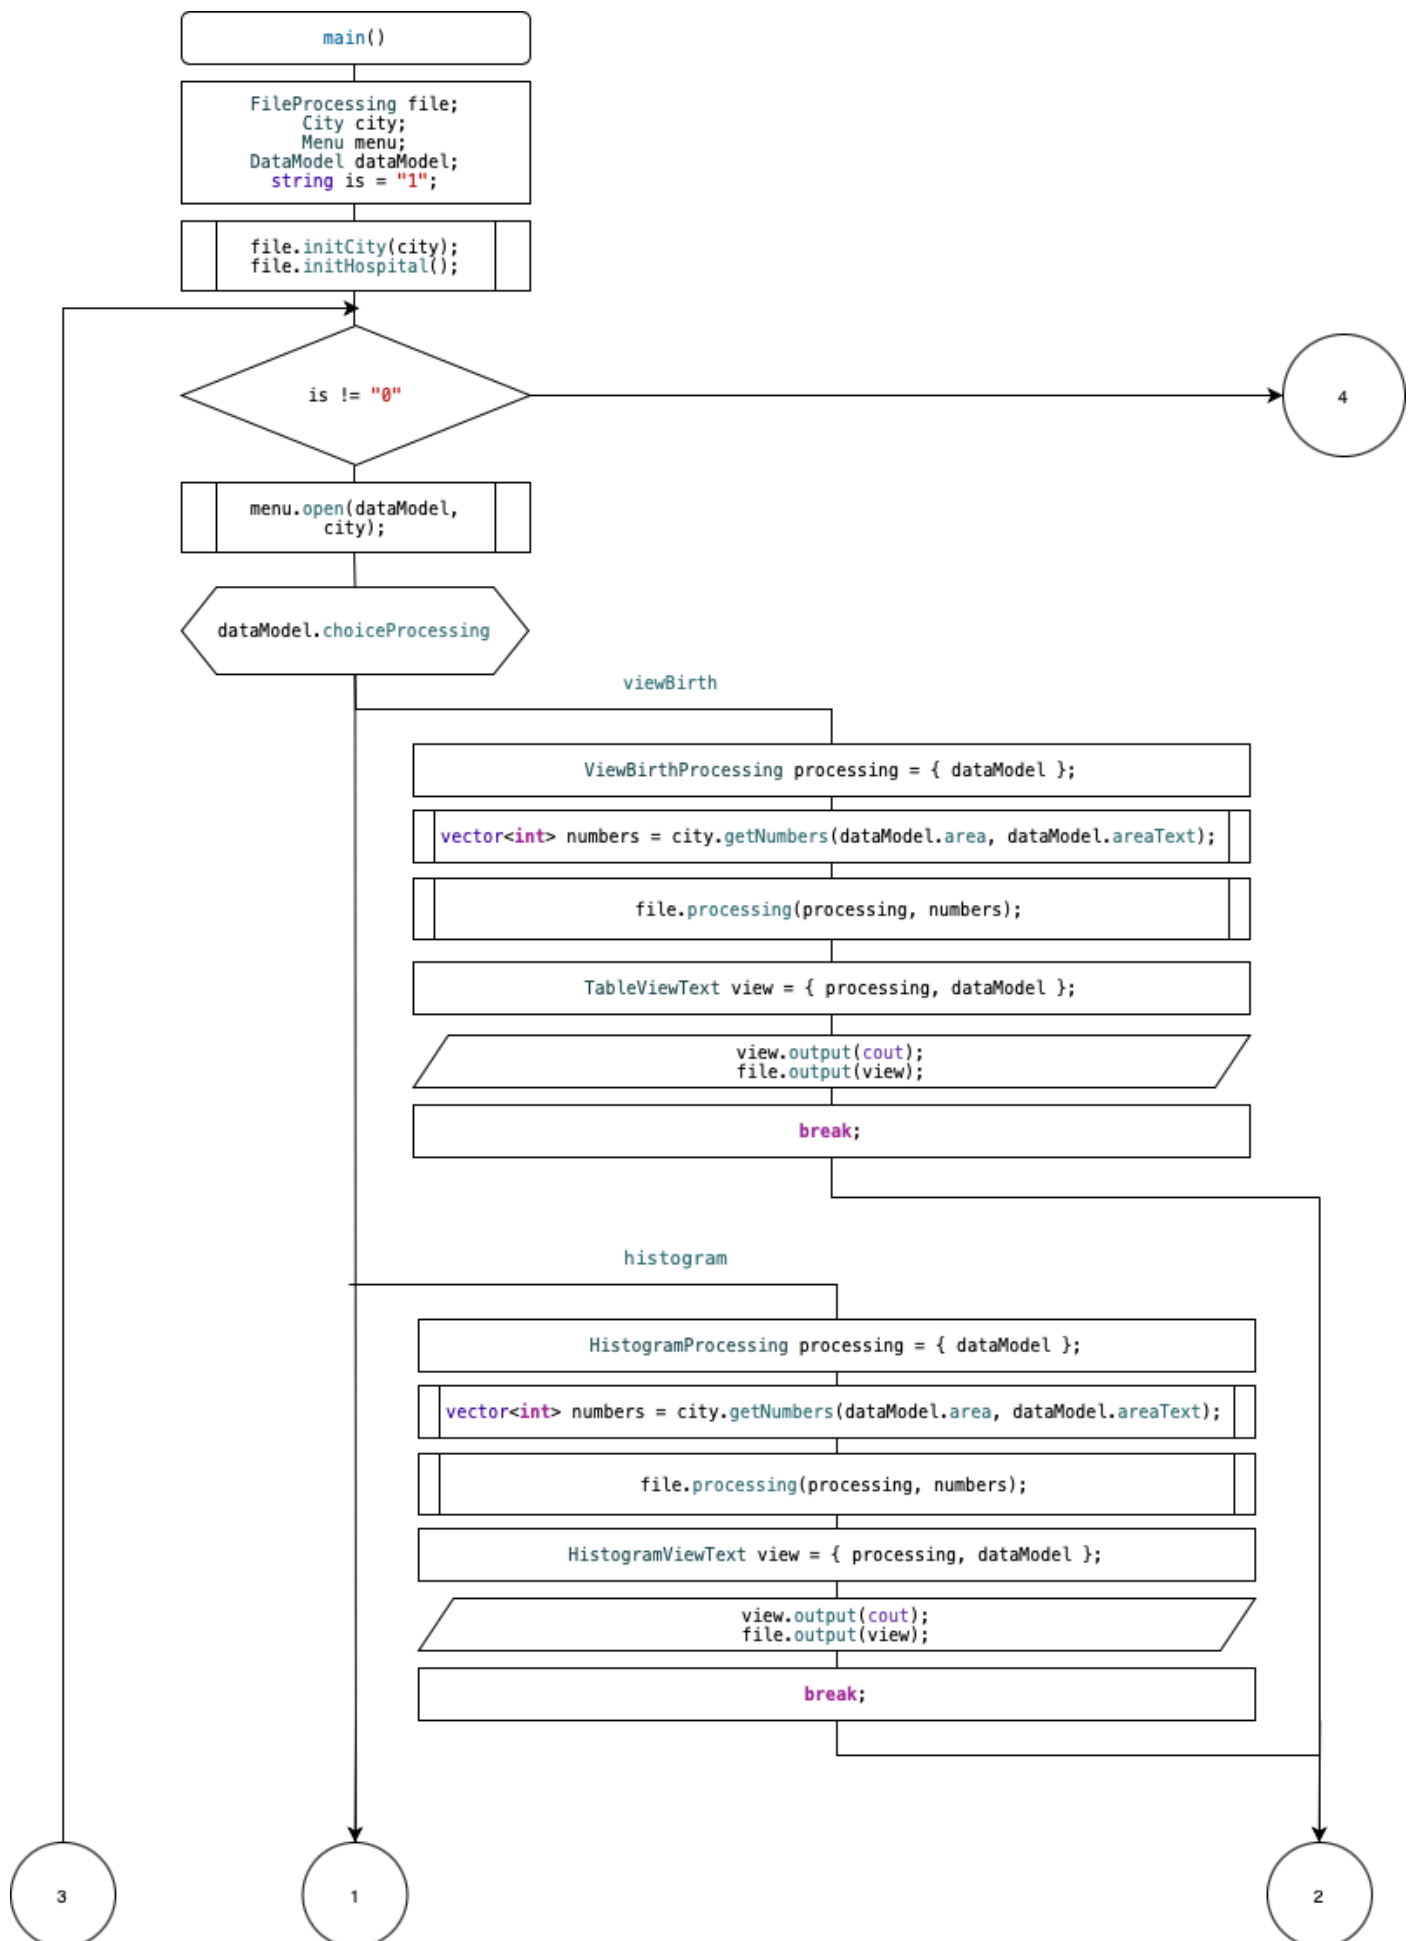 main()
FileProcessing file;
City city;
Menu menu;
DataModel dataModel;
string is = "1";
file.initCity(city);
file.initHospital();
is != "0"
4
menu.open(dataModel,
city);
dataModel.choiceProcessing
viewBirth
ViewBirthProcessing processing = { dataModel };
vector<int> numbers = city.getNumbers(dataModel.area, dataModel.areaText);
file.processing(processing, numbers);
TableViewText view = { processing, dataModel };
view.output(cout);
file.output(view);
break;
histogram
HistogramProcessing processing = { dataModel };
vector<int> numbers = city.getNumbers(dataModel.area, dataModel.areaText);
file.processing(processing, numbers);
HistogramViewText view = { processing, dataModel };
view.output(cout);
file.output(view);
break;
3
1
2